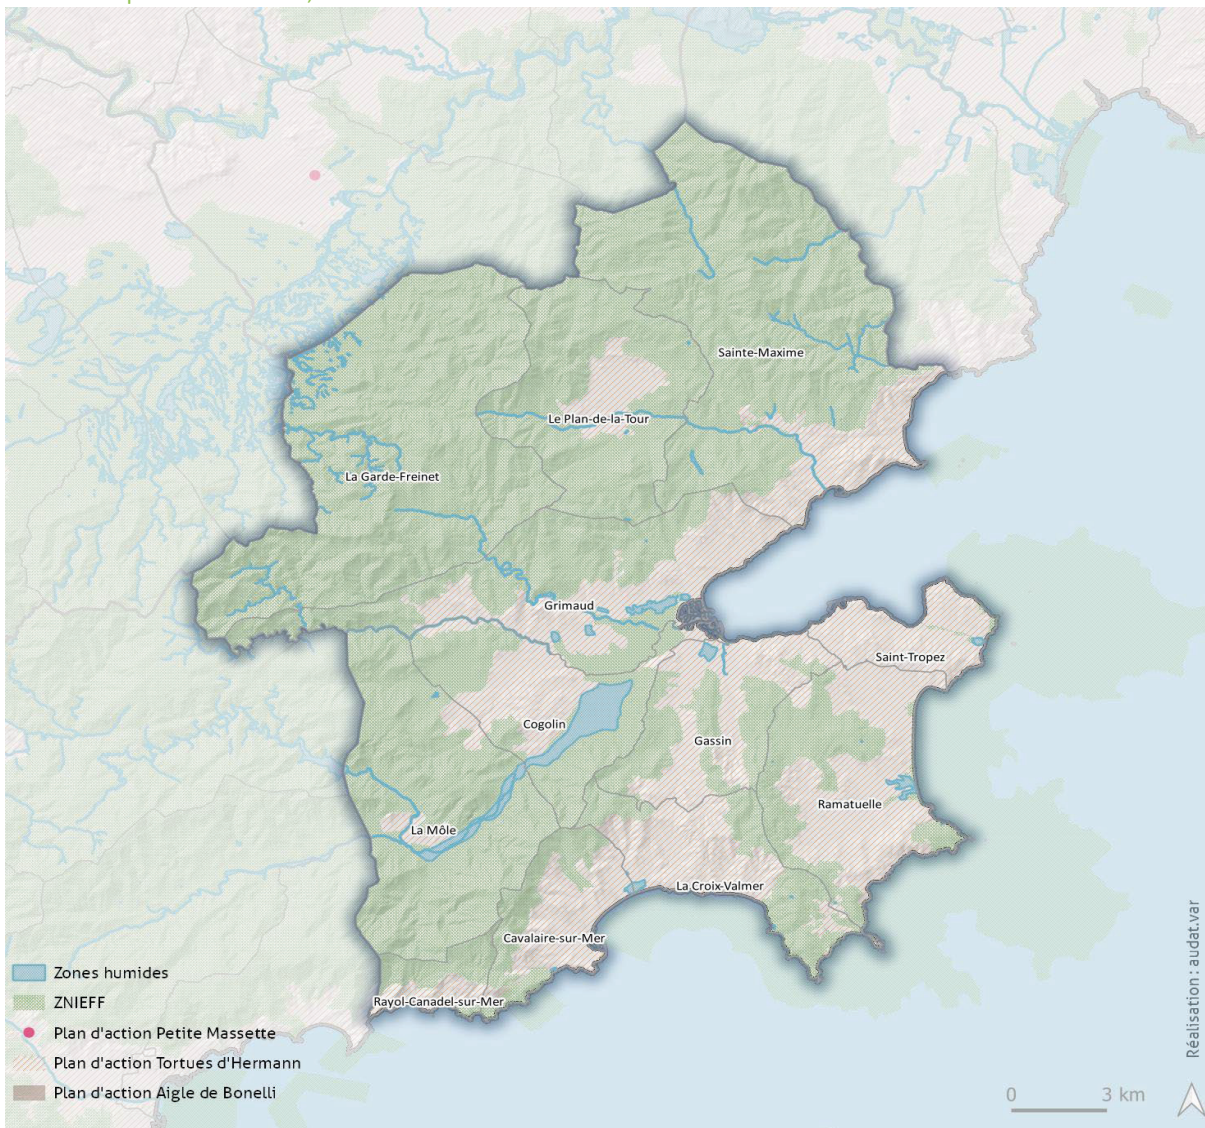 Sainte-Maxime
Le Plan-de-la-Tour
La Garde-Freinet
Grimaud
Saint-Tropez
Cogolin
Gassin
Ramatuelle
La Môle
La Croix-Valmer
Cavalaire-sur-Mer
Rayol-Canadel-sur-Mer
Zones humides
ZNIEFF
Plan d'action Petite Massette
Plan d'action Tortues d'Hermann
Plan d'action Aigle de Bonelli
0 3 km
Réalisation : audat.var